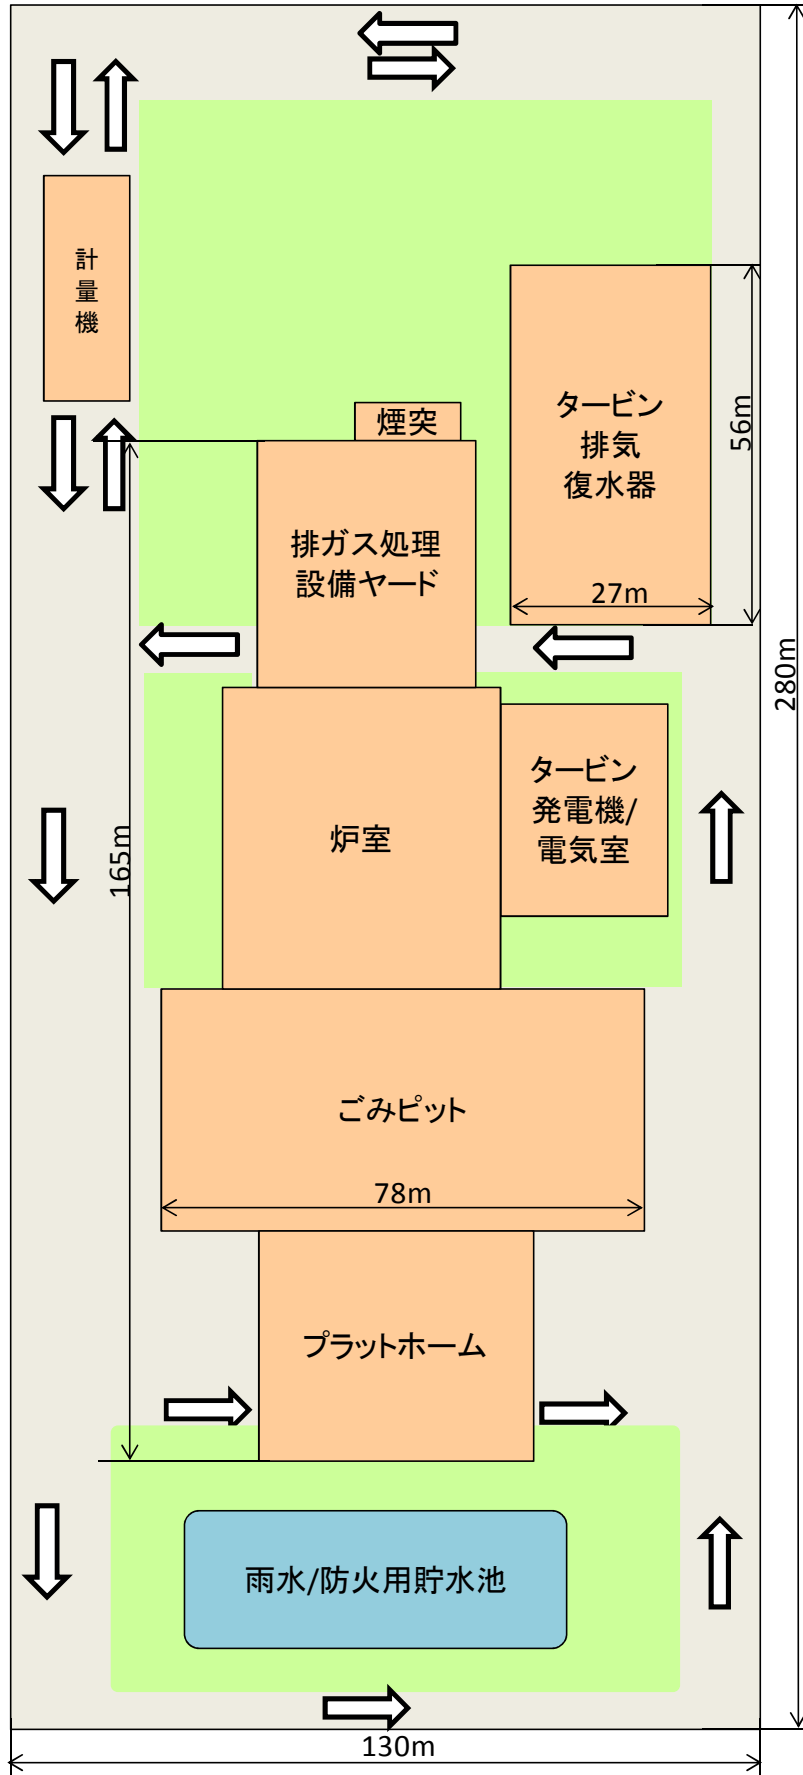 計
量
機
煙突
タービン
排気
復水器
56m
27m
排ガス処理
設備ヤード
280m
165m
炉室
タービン
発電機/
電気室
ごみピット
78m
プラットホーム
雨水/防火用貯水池
130m